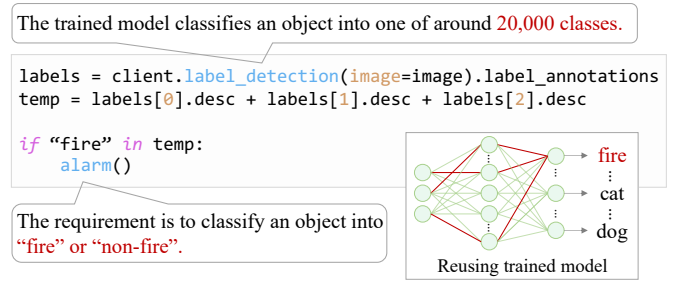 The trained model classifies an object into one of around 20,000 classes.
labels = client.label_detection(image=image).label_annotations
temp = labels[0].desc + labels[1].desc + labels[2].desc
if “fire” in temp:
alarm()
The requirement is to classify an object into
“fire” or “non-fire”.
fire
⋮
cat
⋮
dog
Reusing trained model